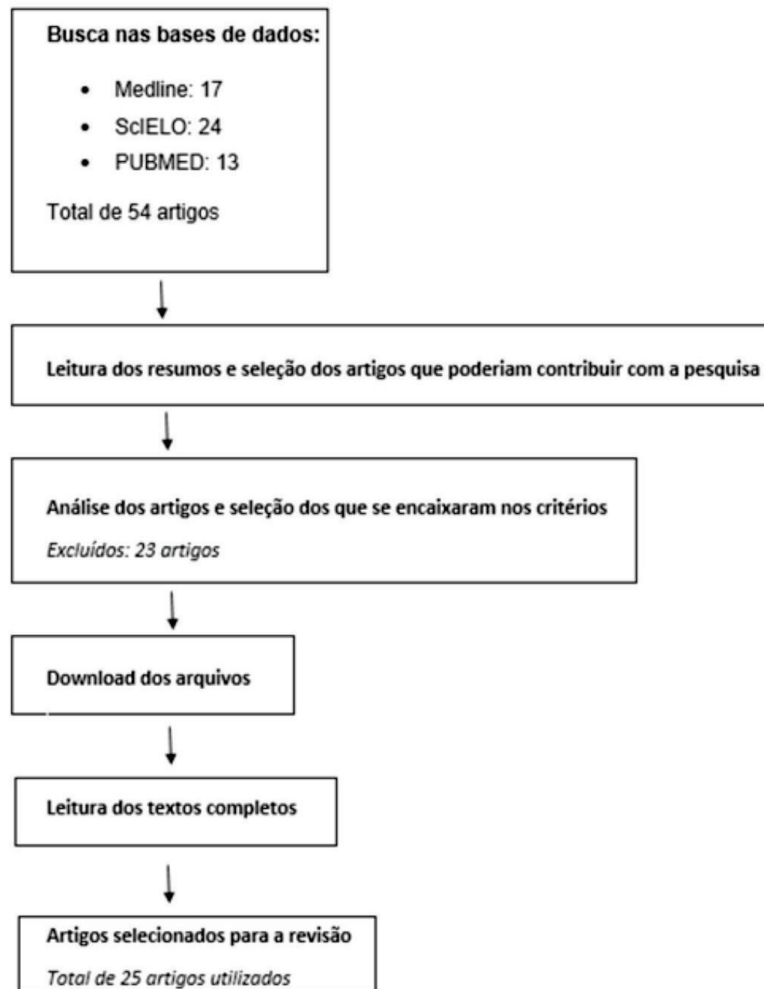 Busca nas bases de dados:
• Medline: 17
• ScIELO: 24
• PUBMED: 13
Total de 54 artigos
Leitura dos resumos e seleção dos artigos que poderiam contribuir com a pesquisa
Análise dos artigos e seleção dos que se encaixaram nos critérios
Excluídos: 23 artigos
Download dos arquivos
Leitura dos textos completos
Artigos selecionados para a revisão
Total de 25 artigos utilizados